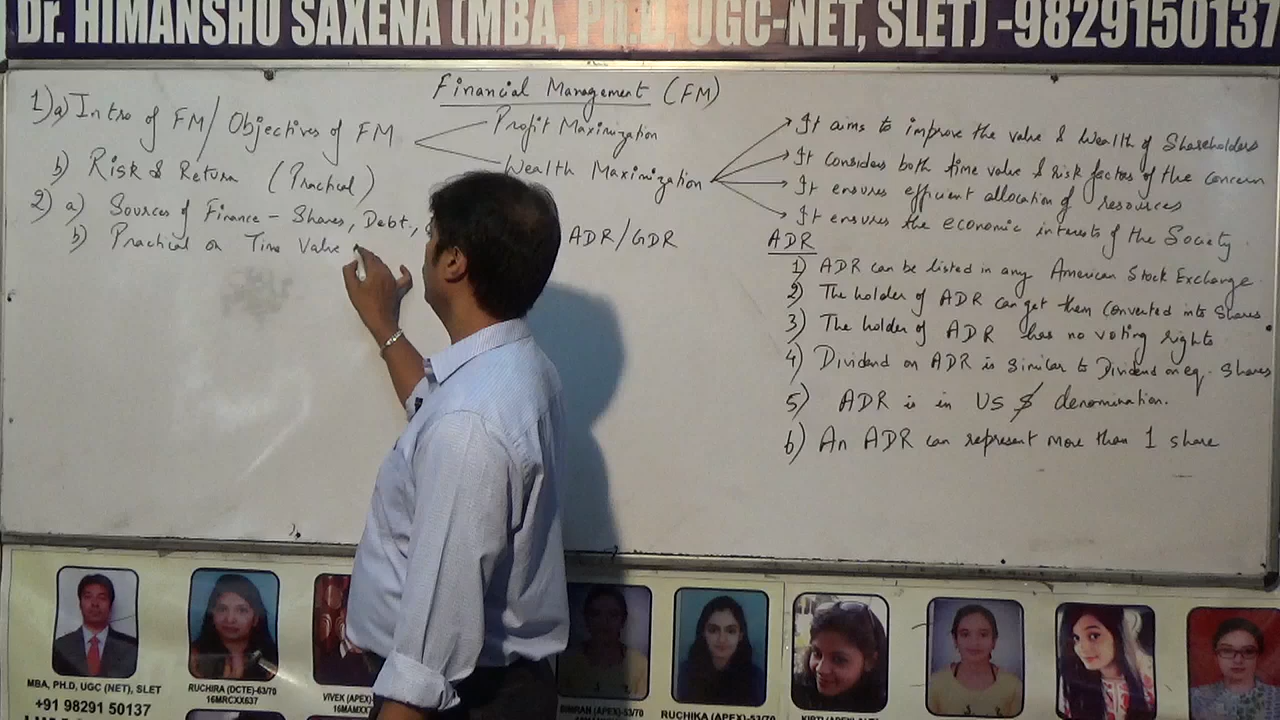 Dr. HIMANSHU SAXENA (MBA, Ph.D, UGC-NET, SLET) -9829150137
Financial Management (FM)
1) a) Intro of FM / Objectives of FM
Profit Maximization
Wealth Maximization
It aims to improve the value & Wealth of Shareholders
It Considers both time value & risk factors of the concern
It ensures efficient allocation of resources
It ensures the economic interests of the Society.
b) Risk & Return (Practical)
2) a) Sources of Finance - Shares, Debt.,
ADR/GDR
b) Practical on Time Value
ADR
1) ADR can be listed in any American Stock Exchange
2) The holder of ADR can get them converted into shares
3) The holder of ADR has no voting rights
4) Dividend on ADR is similar to Dividend on eq. shares
5) ADR is in US $ denomination.
6) An ADR can represent more than 1 share
MBA, PH.D, UGC (NET), SLET
+91 98291 50137
RUCHIRA (DCTE)-63/70
16MRCXX637
VIVEK (APEX)
RUCHIKA (APEX)-53/70